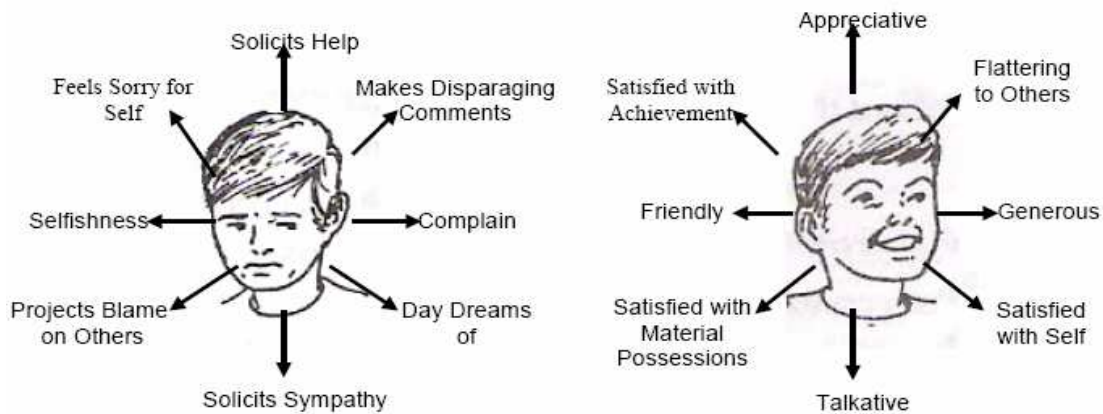 Solicits Help
Feels Sorry for
Self
Makes Disparaging
Comments
Selfishness
Complain
Projects Blame
on Others
Day Dreams
of
Solicits Sympathy
Appreciative
Satisfied with
Achievement
Flattering
to Others
Friendly
Generous
Satisfied with
Material
Possessions
Satisfied
with Self
Talkative